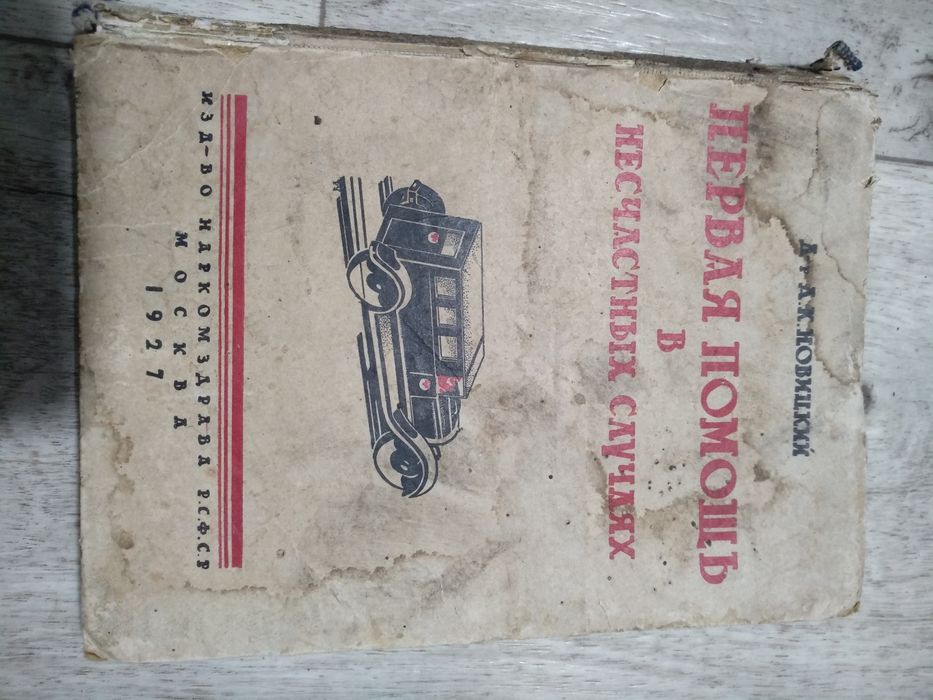 Д-р А.К. НОВИЦКИЙ
ПЕРВАЯ ПОМОЩЬ
В
НЕСЧАСТНЫХ СЛУЧАЯХ
ИЗД-ВО НАРКОМЗДРАВА Р.С.Ф.С.Р
МОСКВА
1927